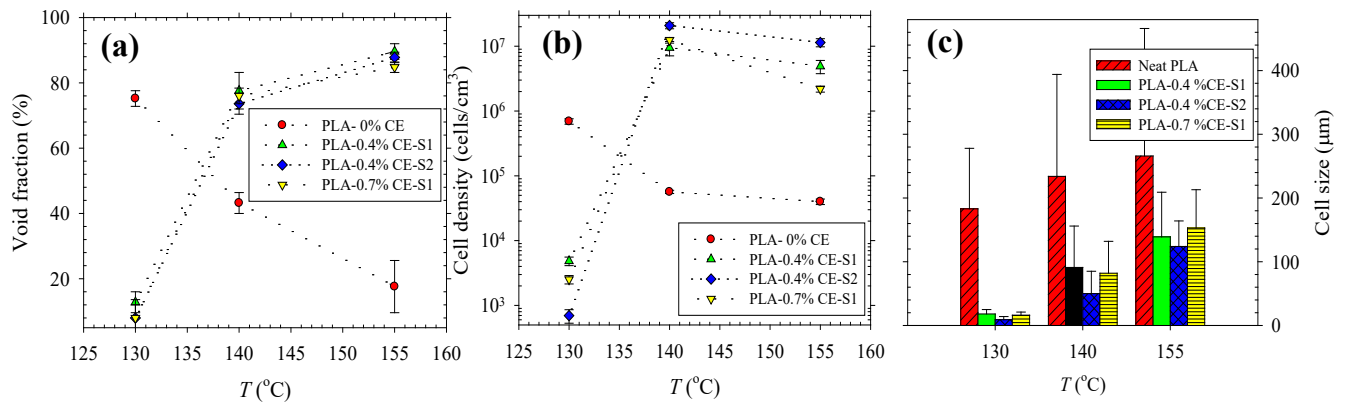 (a)
100
80
60
40
20
Void fraction (%)
PLA- 0% CE
PLA-0.4% CE-S1
PLA-0.4% CE-S2
PLA-0.7% CE-S1
125 130 135 140 145 150 155 160
T (°C)
(b)
10⁷
10⁶
10⁵
10⁴
10³
Cell density (cells/cm³)
PLA- 0% CE
PLA-0.4% CE-S1
PLA-0.4% CE-S2
PLA-0.7% CE-S1
125 130 135 140 145 150 155 160
T (°C)
(c)
Neat PLA
PLA-0.4 %CE-S1
PLA-0.4 %CE-S2
PLA-0.7 %CE-S1
400
300
200
100
0
Cell size (μm)
130 140 155
T (°C)